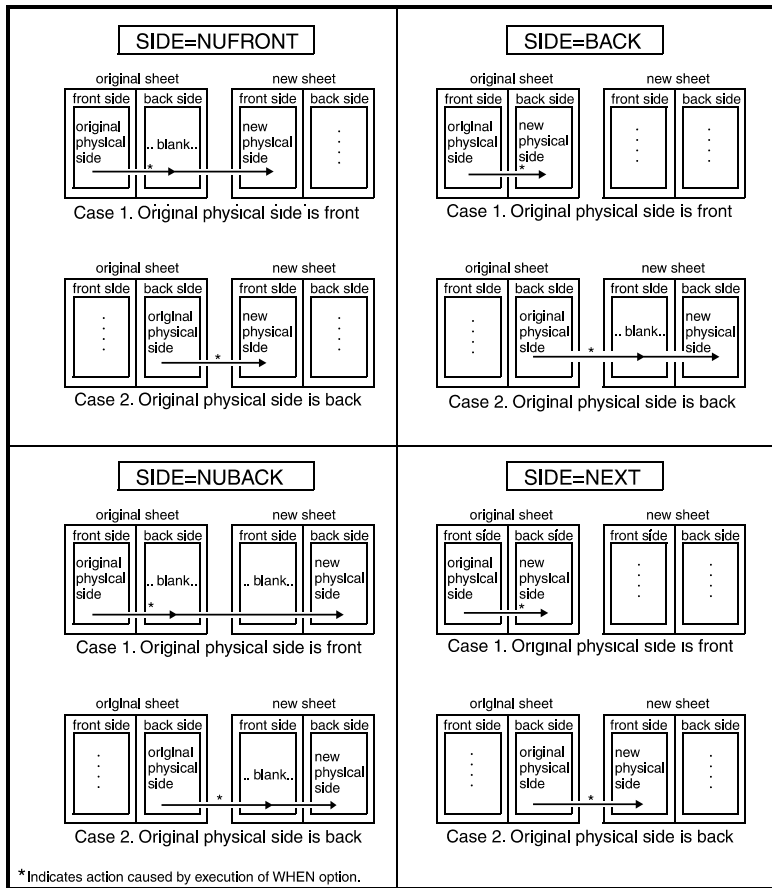 SIDE=NUFRONT
original sheet new sheet
front side back side front side back side
original physical side
.. blank..
new physical side
*
Case 1. Original physical side is front
original sheet new sheet
front side back side front side back side
original physical side
new physical side
*
Case 2. Original physical side is back
SIDE=BACK
original sheet new sheet
front side back side front side back side
original physical side
new physical side
*
Case 1. Original physical side is front
original sheet new sheet
front side back side front side back side
original physical side
.. blank..
new physical side
*
Case 2. Original physical side is back
SIDE=NUBACK
original sheet new sheet
front side back side front side back side
original physical side
.. blank..
.. blank..
new physical side
*
Case 1. Original physical side is front
original sheet new sheet
front side back side front side back side
original physical side
.. blank..
new physical side
*
Case 2. Original physical side is back
SIDE=NEXT
original sheet new sheet
front side back side front side back side
original physical side
new physical side
*
Case 1. Original physical side is front
original sheet new sheet
front side back side front side back side
original physical side
new physical side
*
Case 2. Original physical side is back
* Indicates action caused by execution of WHEN option.